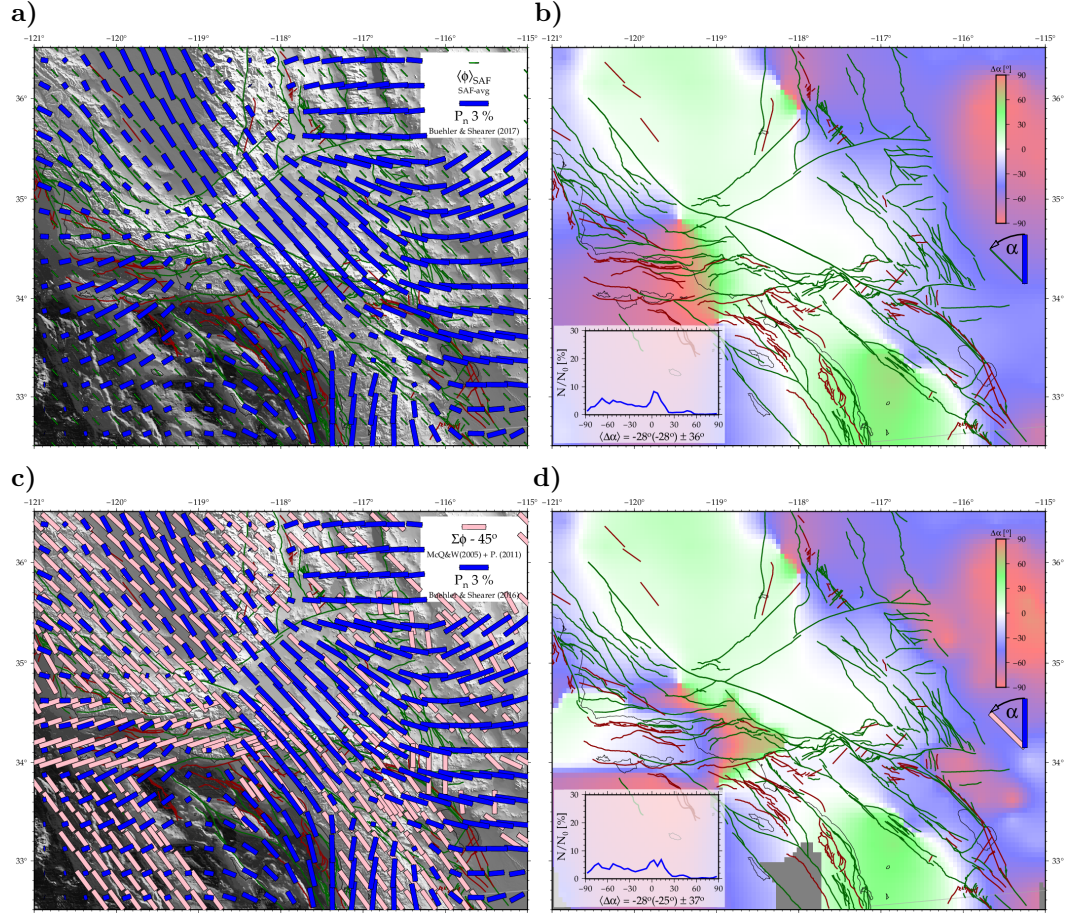 a)
b)
-121° -120° -119° -118° -117° -116° -115°
-121° -120° -119° -118° -117° -116° -115°
36°
35°
34°
33°
⟨ϕ⟩SAF
SAF-avg
Pn 3 %
Buehler & Shearer (2017)
Δα [°]
90
60
30
0
-30
-60
-90
α
36°
35°
34°
33°
N/N0 [%]
30
20
10
0
-90 -60 -30 0 30 60 90
⟨Δα⟩ = -28°(-28°) ± 36°
c)
d)
-121° -120° -119° -118° -117° -116° -115°
-121° -120° -119° -118° -117° -116° -115°
36°
35°
34°
33°
Σϕ - 45°
McQ&W(2005) + P. (2011)
Pn 3 %
Buehler & Shearer (2016)
Δα [°]
90
60
30
0
-30
-60
-90
α
36°
35°
34°
33°
N/N0 [%]
30
20
10
0
-90 -60 -30 0 30 60 90
⟨Δα⟩ = -28°(-25°) ± 37°